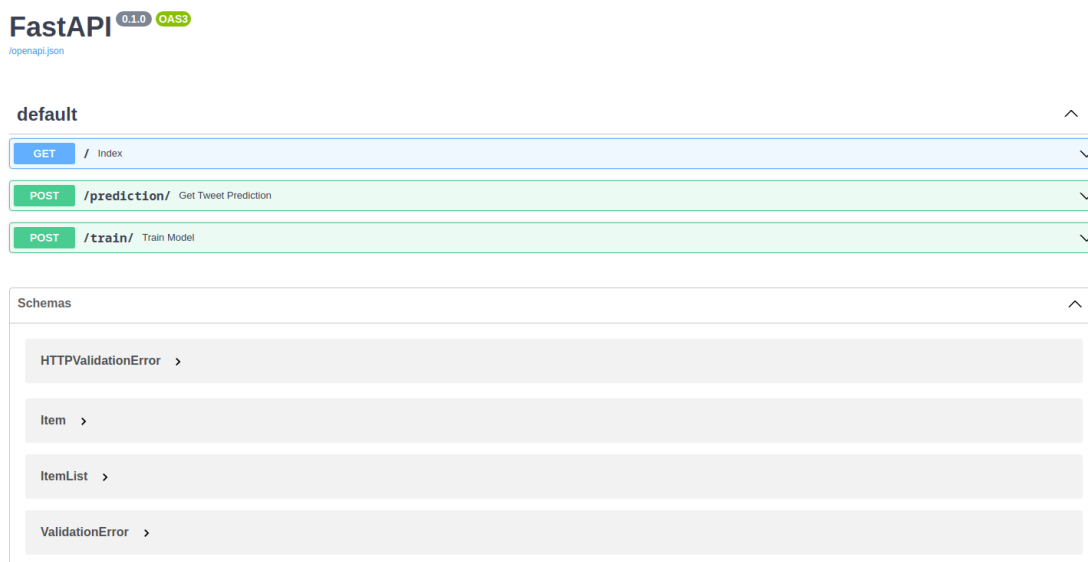 FastAPI 0.1.0 OAS3
/openapi.json
default
GET / Index
POST /prediction/ Get Tweet Prediction
POST /train/ Train Model
Schemas
HTTPValidationError
Item
ItemList
ValidationError